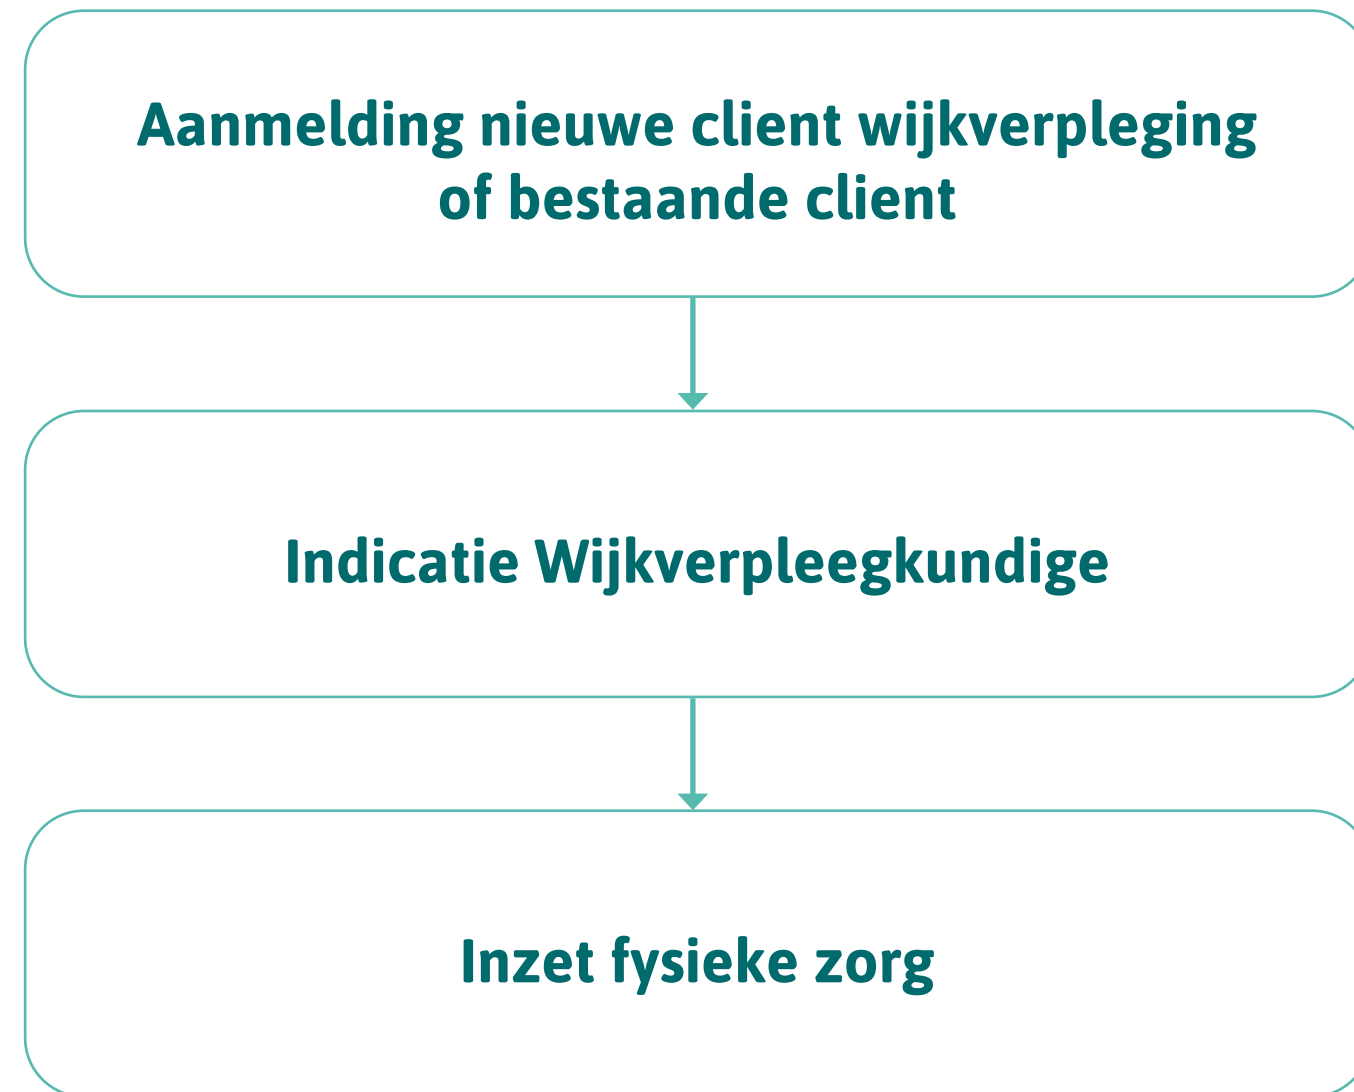 Aanmelding nieuwe client wijkverpleging
of bestaande client
Indicatie Wijkverpleegkundige
Inzet fysieke zorg